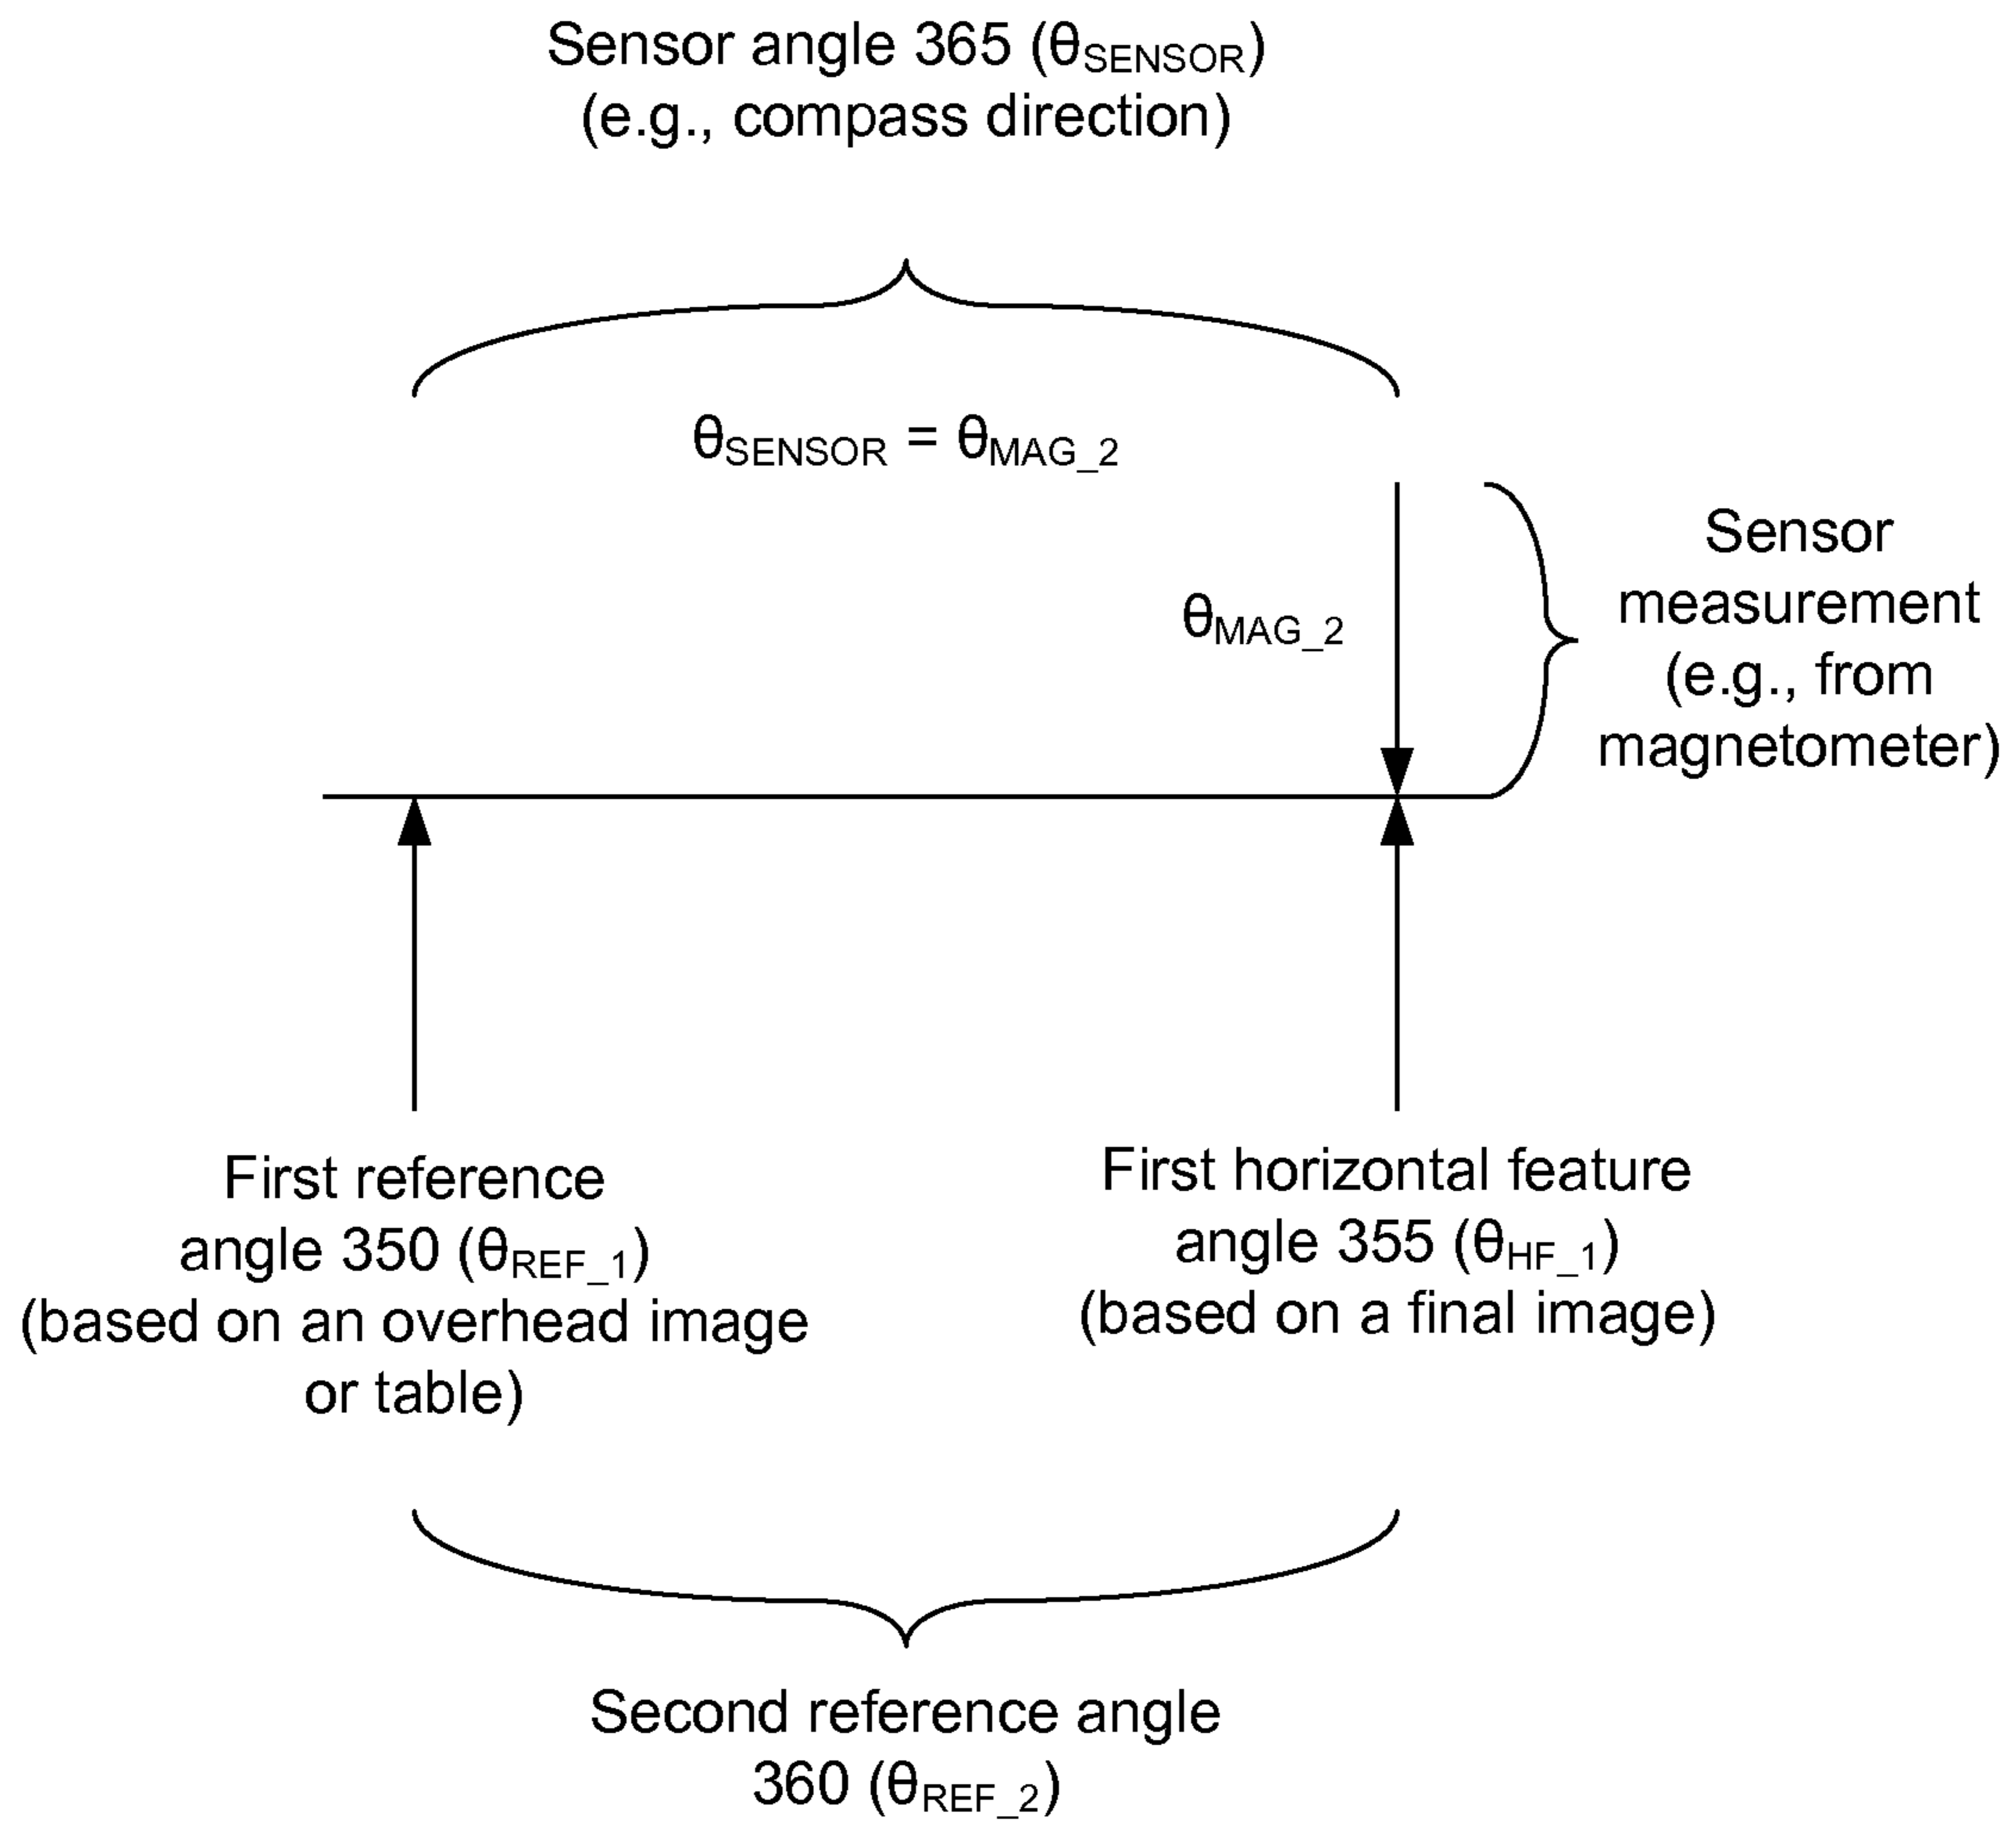 Sensor angle 365 (θSENSOR)
(e.g., compass direction)
θSENSOR = θMAG_2
θMAG_2
Sensor
measurement
(e.g., from
magnetometer)
First reference
angle 350 (θREF_1)
(based on an overhead image
or table)
First horizontal feature
angle 355 (θHF_1)
(based on a final image)
Second reference angle
360 (θREF_2)